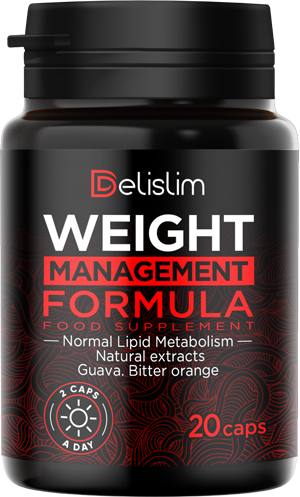 Delislim
WEIGHT
MANAGEMENT
FORMULA
FOOD SUPPLEMENT
Normal Lipid Metabolism
Natural extracts
Guava. Bitter orange
2 CAPS
A DAY
20 caps